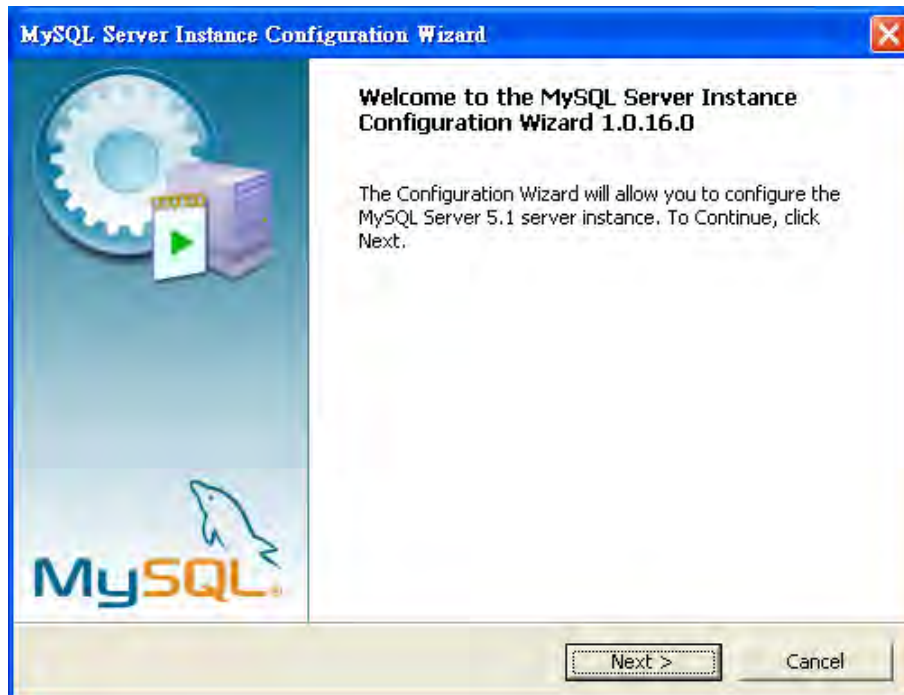 MySQL Server Instance Configuration Wizard
Welcome to the MySQL Server Instance
Configuration Wizard 1.0.16.0
The Configuration Wizard will allow you to configure the
MySQL Server 5.1 server instance. To Continue, click
Next.
MySQL®
Next >
Cancel